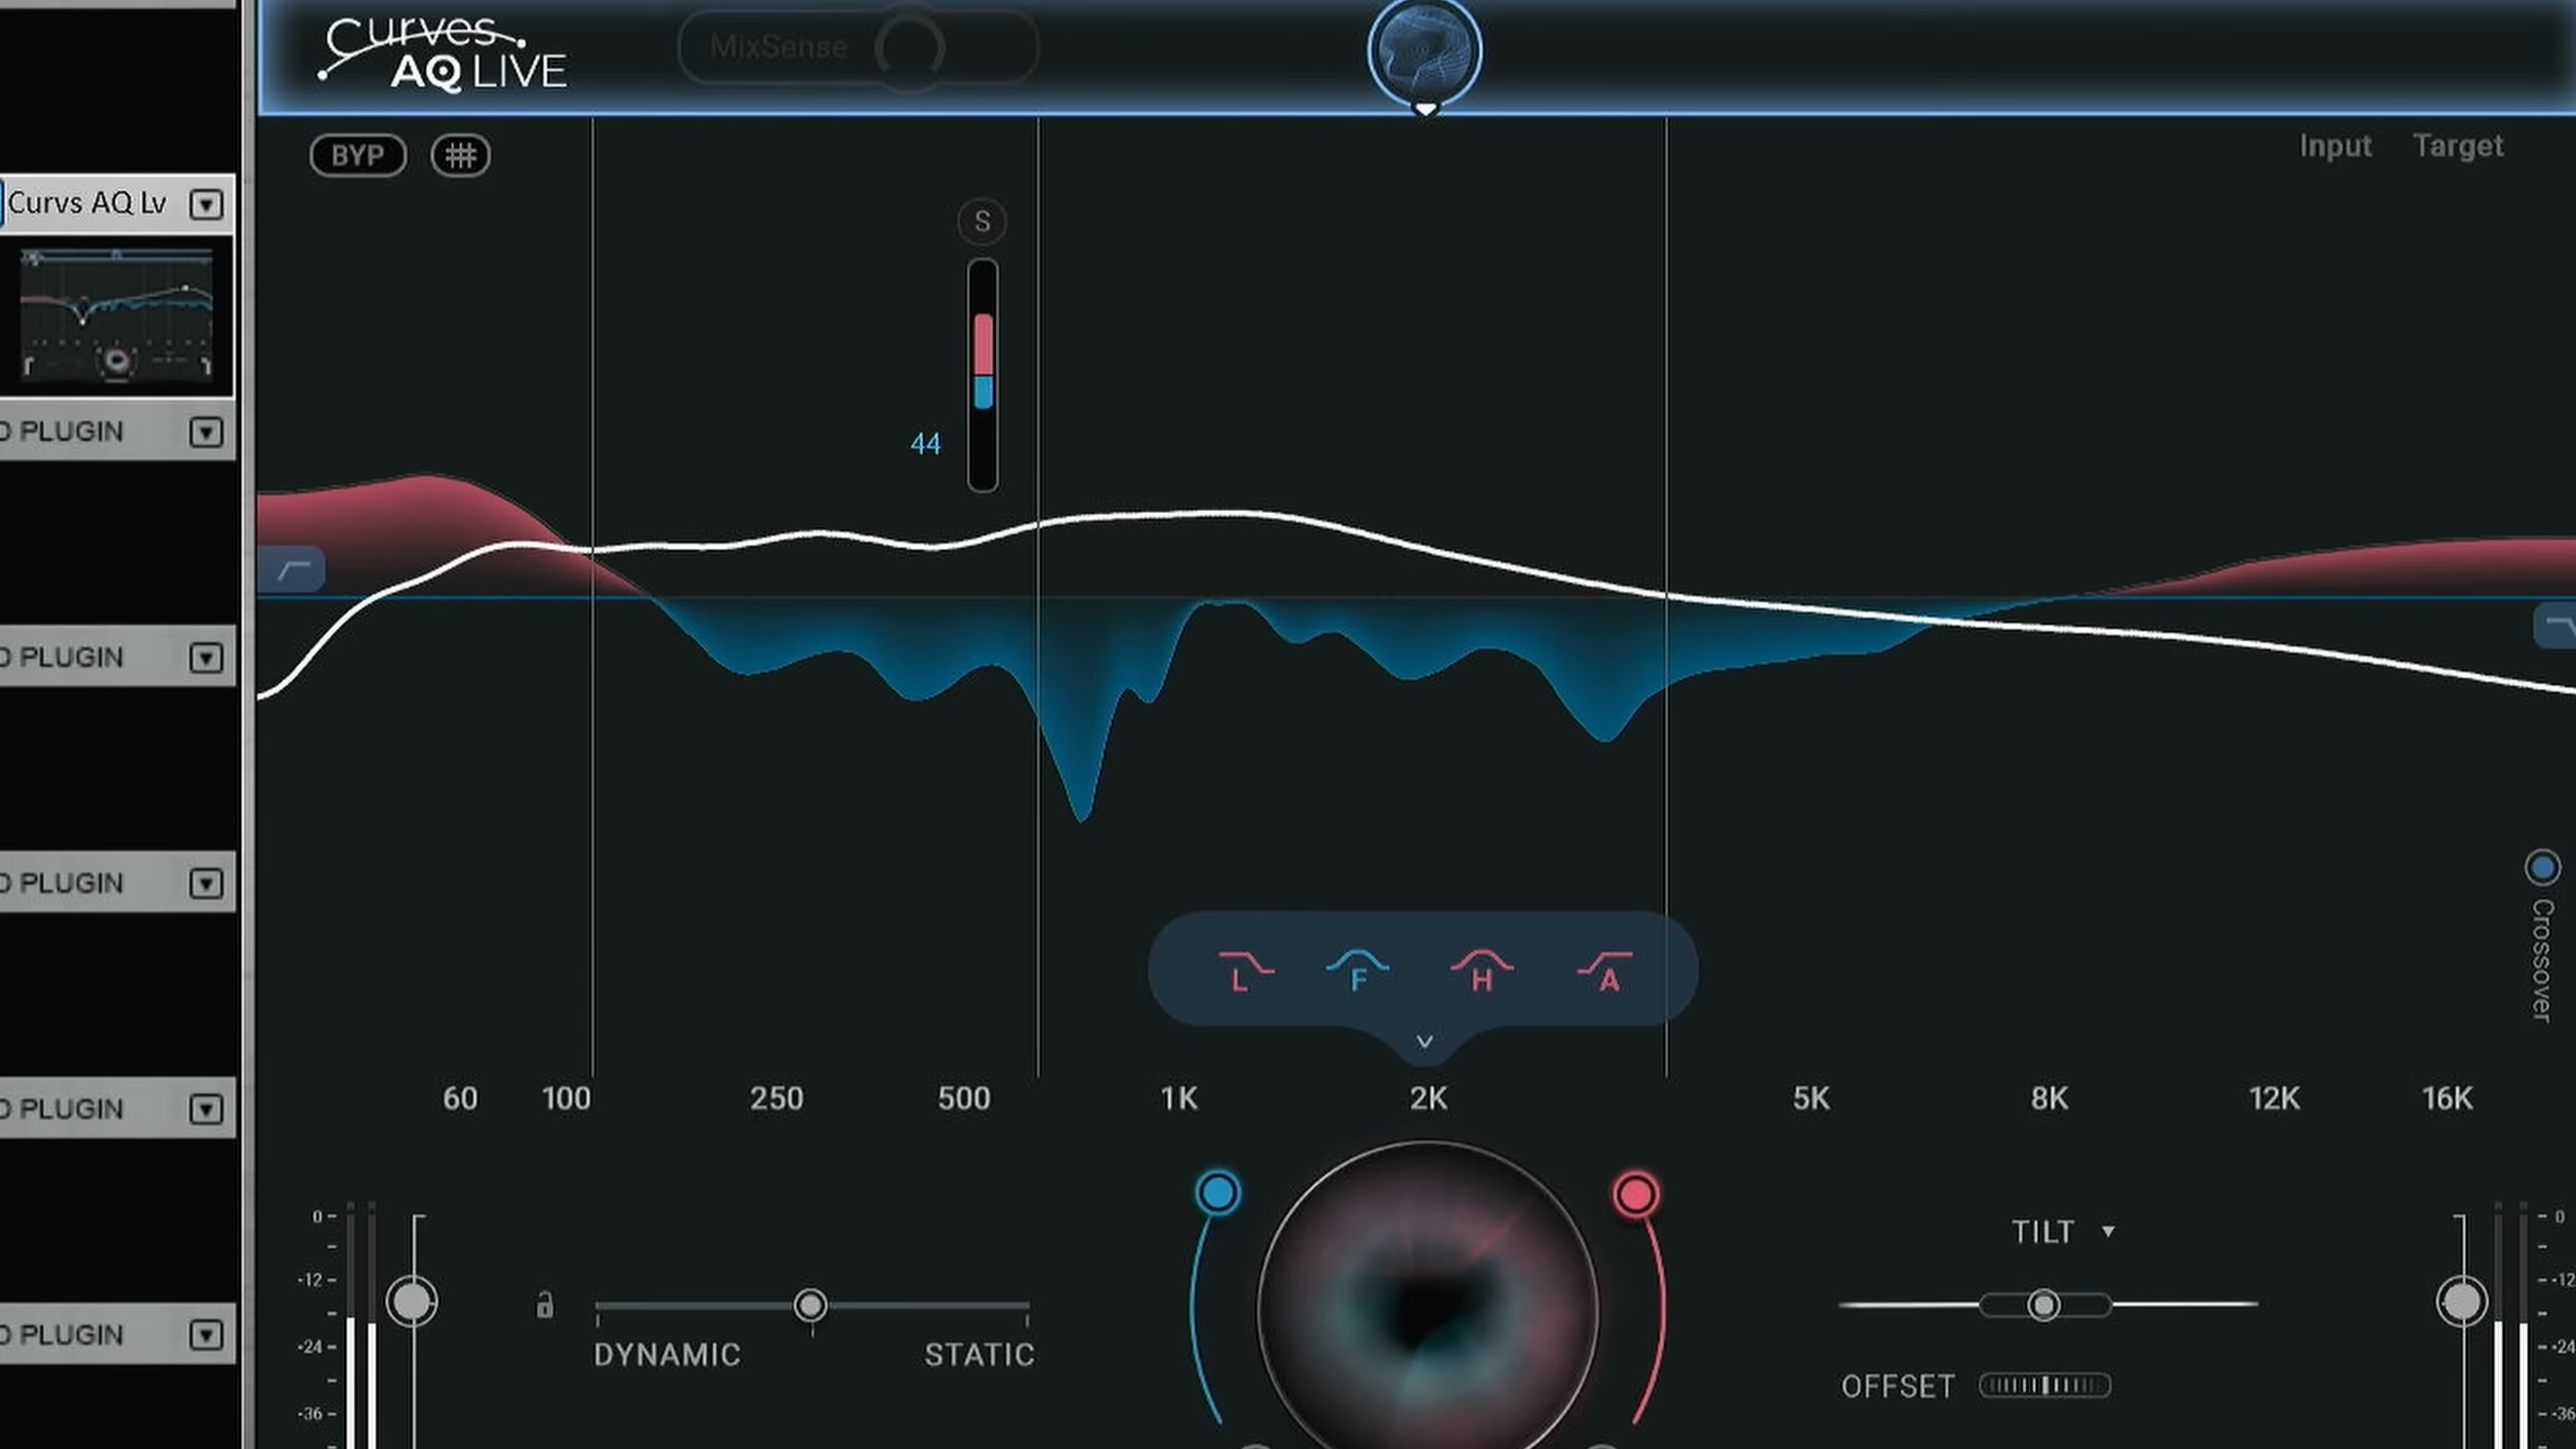 Curves
AQ LIVE
MixSense
BYP
Input Target
S
Curvs AQ Lv
44
PLUGIN
PLUGIN
PLUGIN
PLUGIN
PLUGIN
L F H A
Crossover
60 100 250 500 1K 2K 5K 8K 12K 16K
0
-12
-24
-36
DYNAMIC STATIC
TILT
OFFSET
0
-12
-24
-36